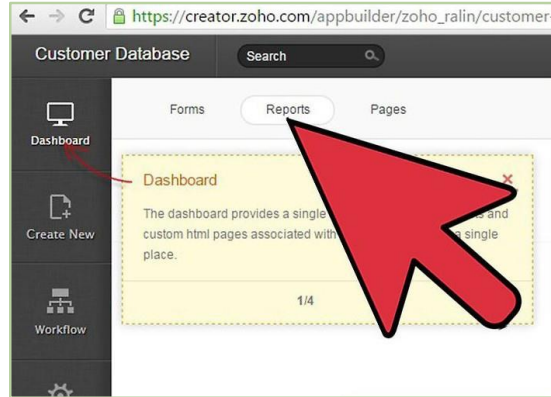 https://creator.zoho.com/appbuilder/zoho_ralin/customer-
Customer Database
Search
Forms
Reports
Pages
Dashboard
Dashboard
The dashboard provides a single
and
custom html pages associated with
a single
place.
Create New
1/4
Workflow